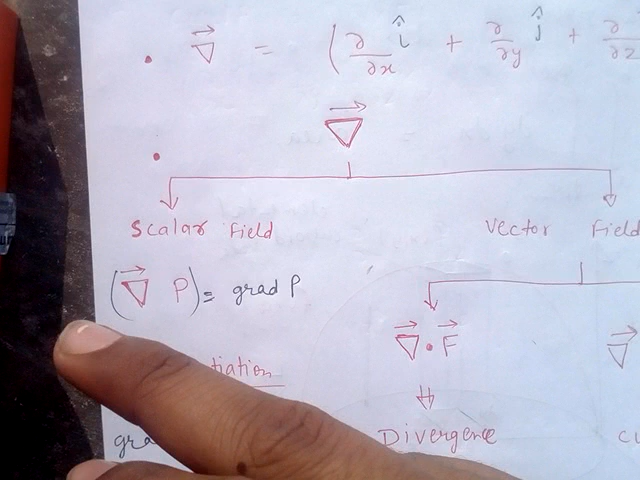 ∇⃗ = (∂/∂x î + ∂/∂y ĵ + ∂/∂z
∇⃗
Scalar Field
Vector Field
(∇⃗ P) = grad P
∇⃗ • F⃗
∇⃗
⇓
Divergence